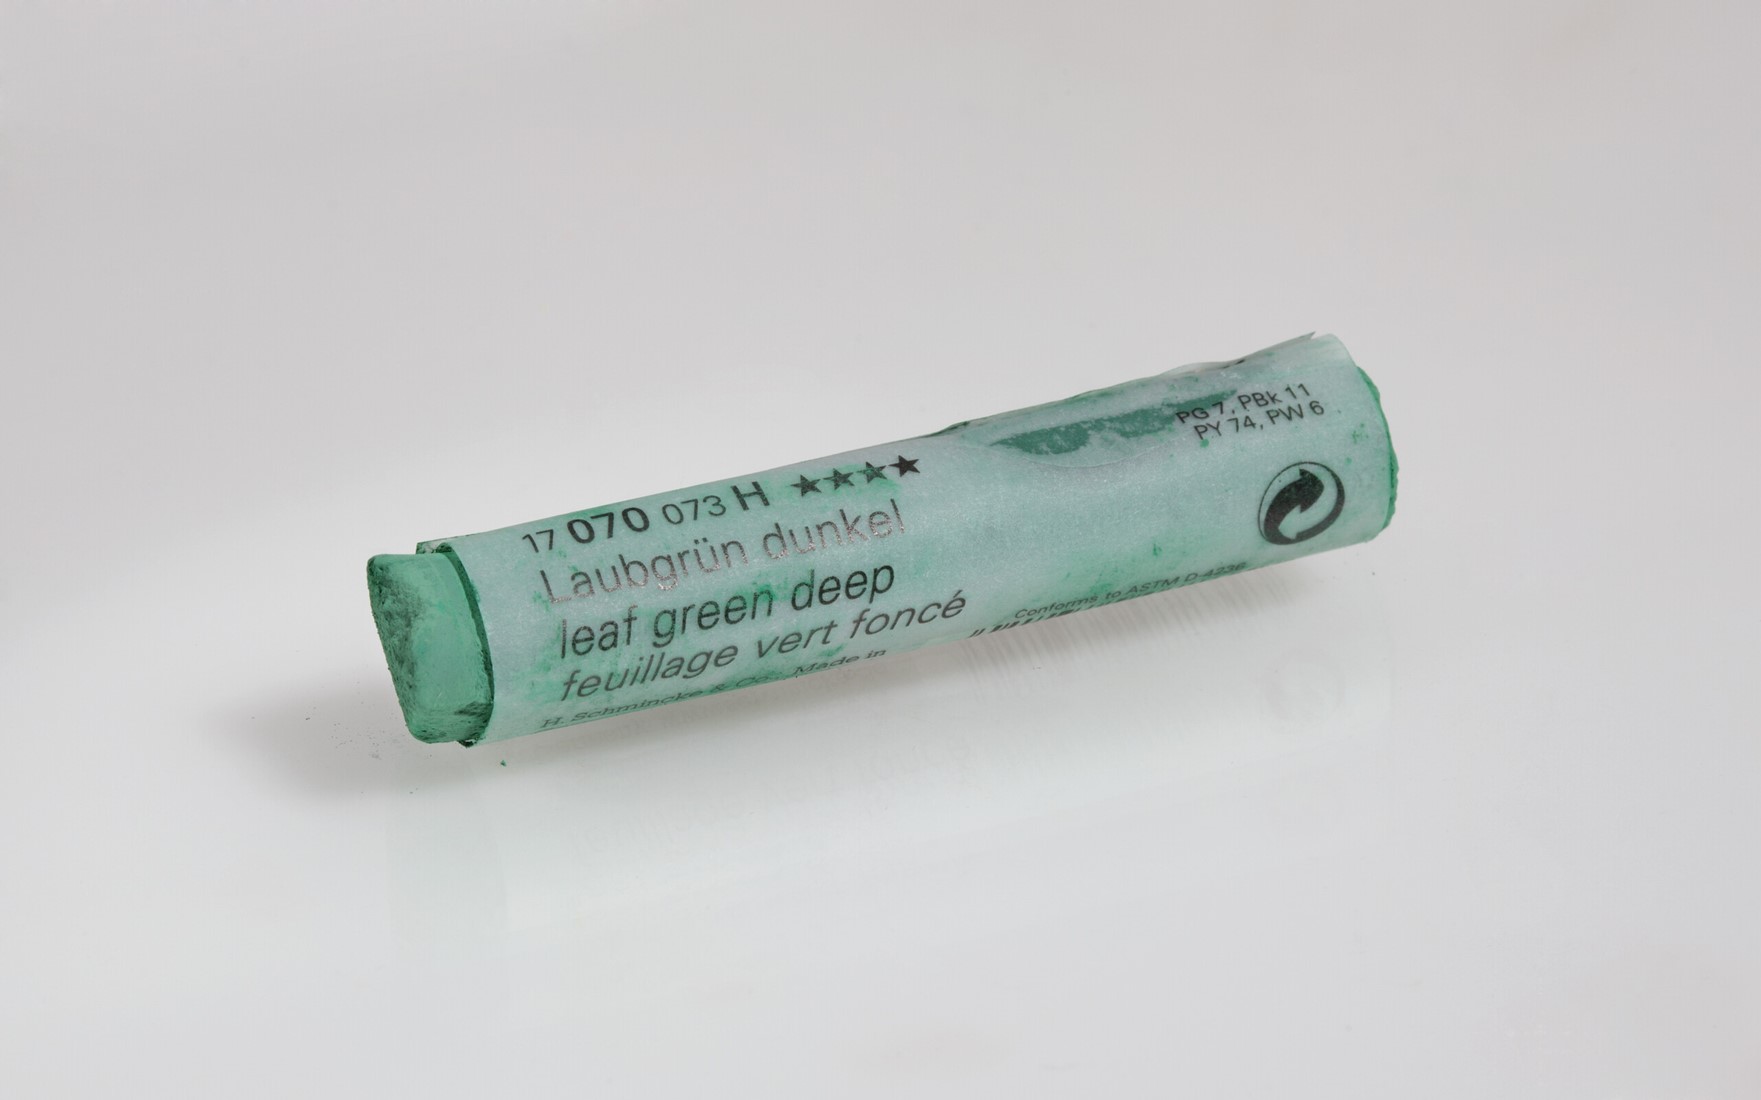 17 070 073 H ★★★★
Laubgrün dunkel
leaf green deep
feuillage vert foncé
H. Schmincke & Co. Made in
PG 7, PBk 11
PY 74, PW 6
Conforms to ASTM D-4236